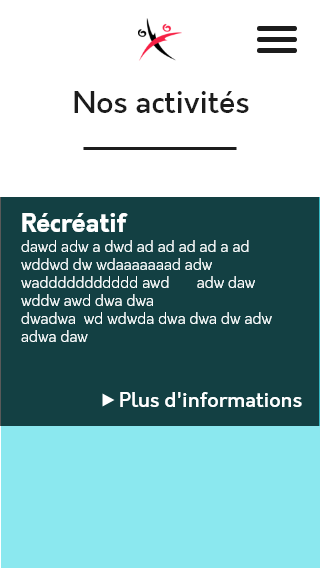 Nos activités
Récréatif
dawd adw a dwd ad ad ad ad a ad
wddwd dw wdaaaaaaad adw
waddddddddddd awd adw daw
wddw awd dwa dwa
dwadwa wd wdwda dwa dwa dw adw
adwa daw
Plus d'informations